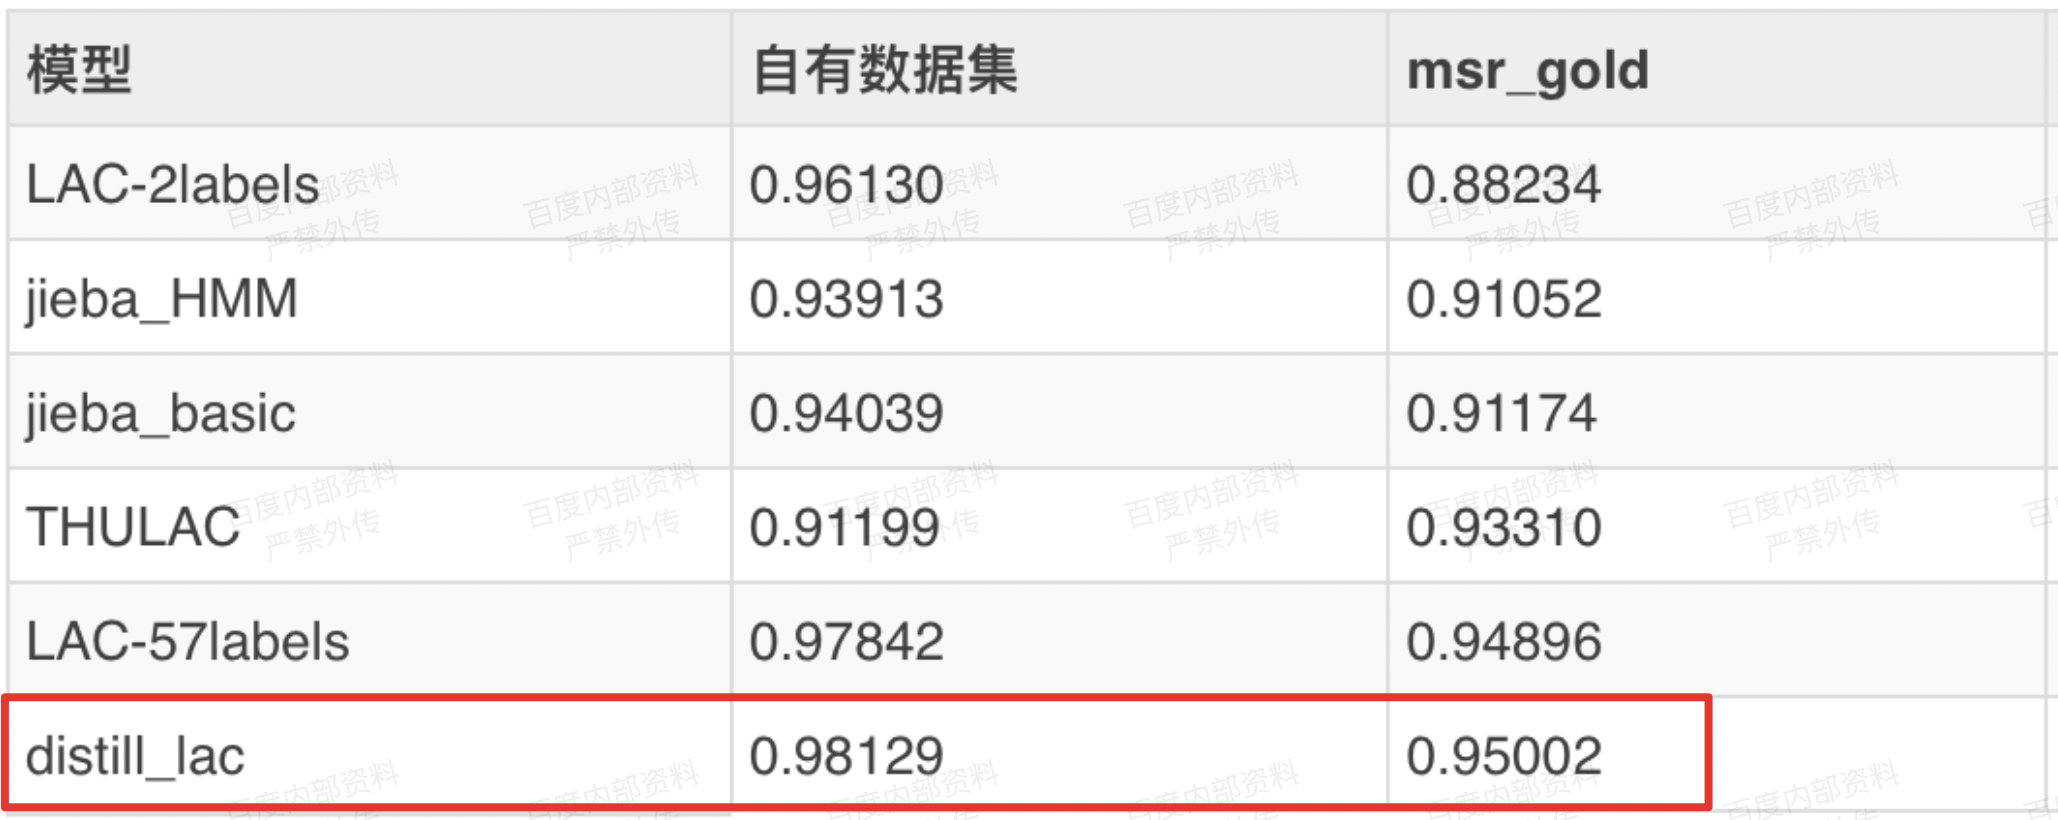 模型 自有数据集 msr_gold
LAC-2labels 0.96130 0.88234
jieba_HMM 0.93913 0.91052
jieba_basic 0.94039 0.91174
THULAC 0.91199 0.93310
LAC-57labels 0.97842 0.94896
distill_lac 0.98129 0.95002
百度内部资料
严禁外传